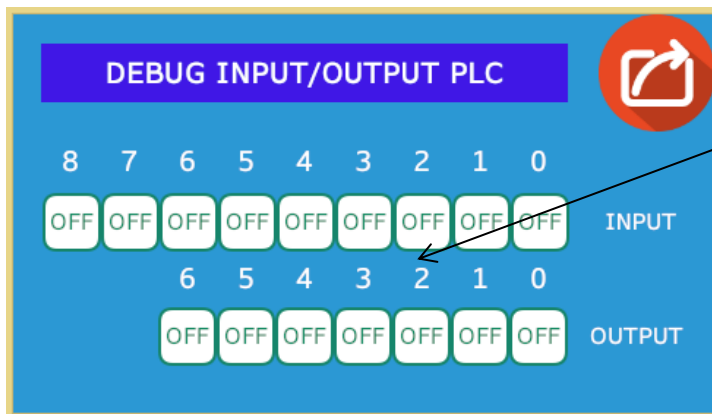 DEBUG INPUT/OUTPUT PLC
8 7 6 5 4 3 2 1 0
OFF OFF OFF OFF OFF OFF OFF OFF OFF INPUT
6 5 4 3 2 1 0
OFF OFF OFF OFF OFF OFF OFF OUTPUT